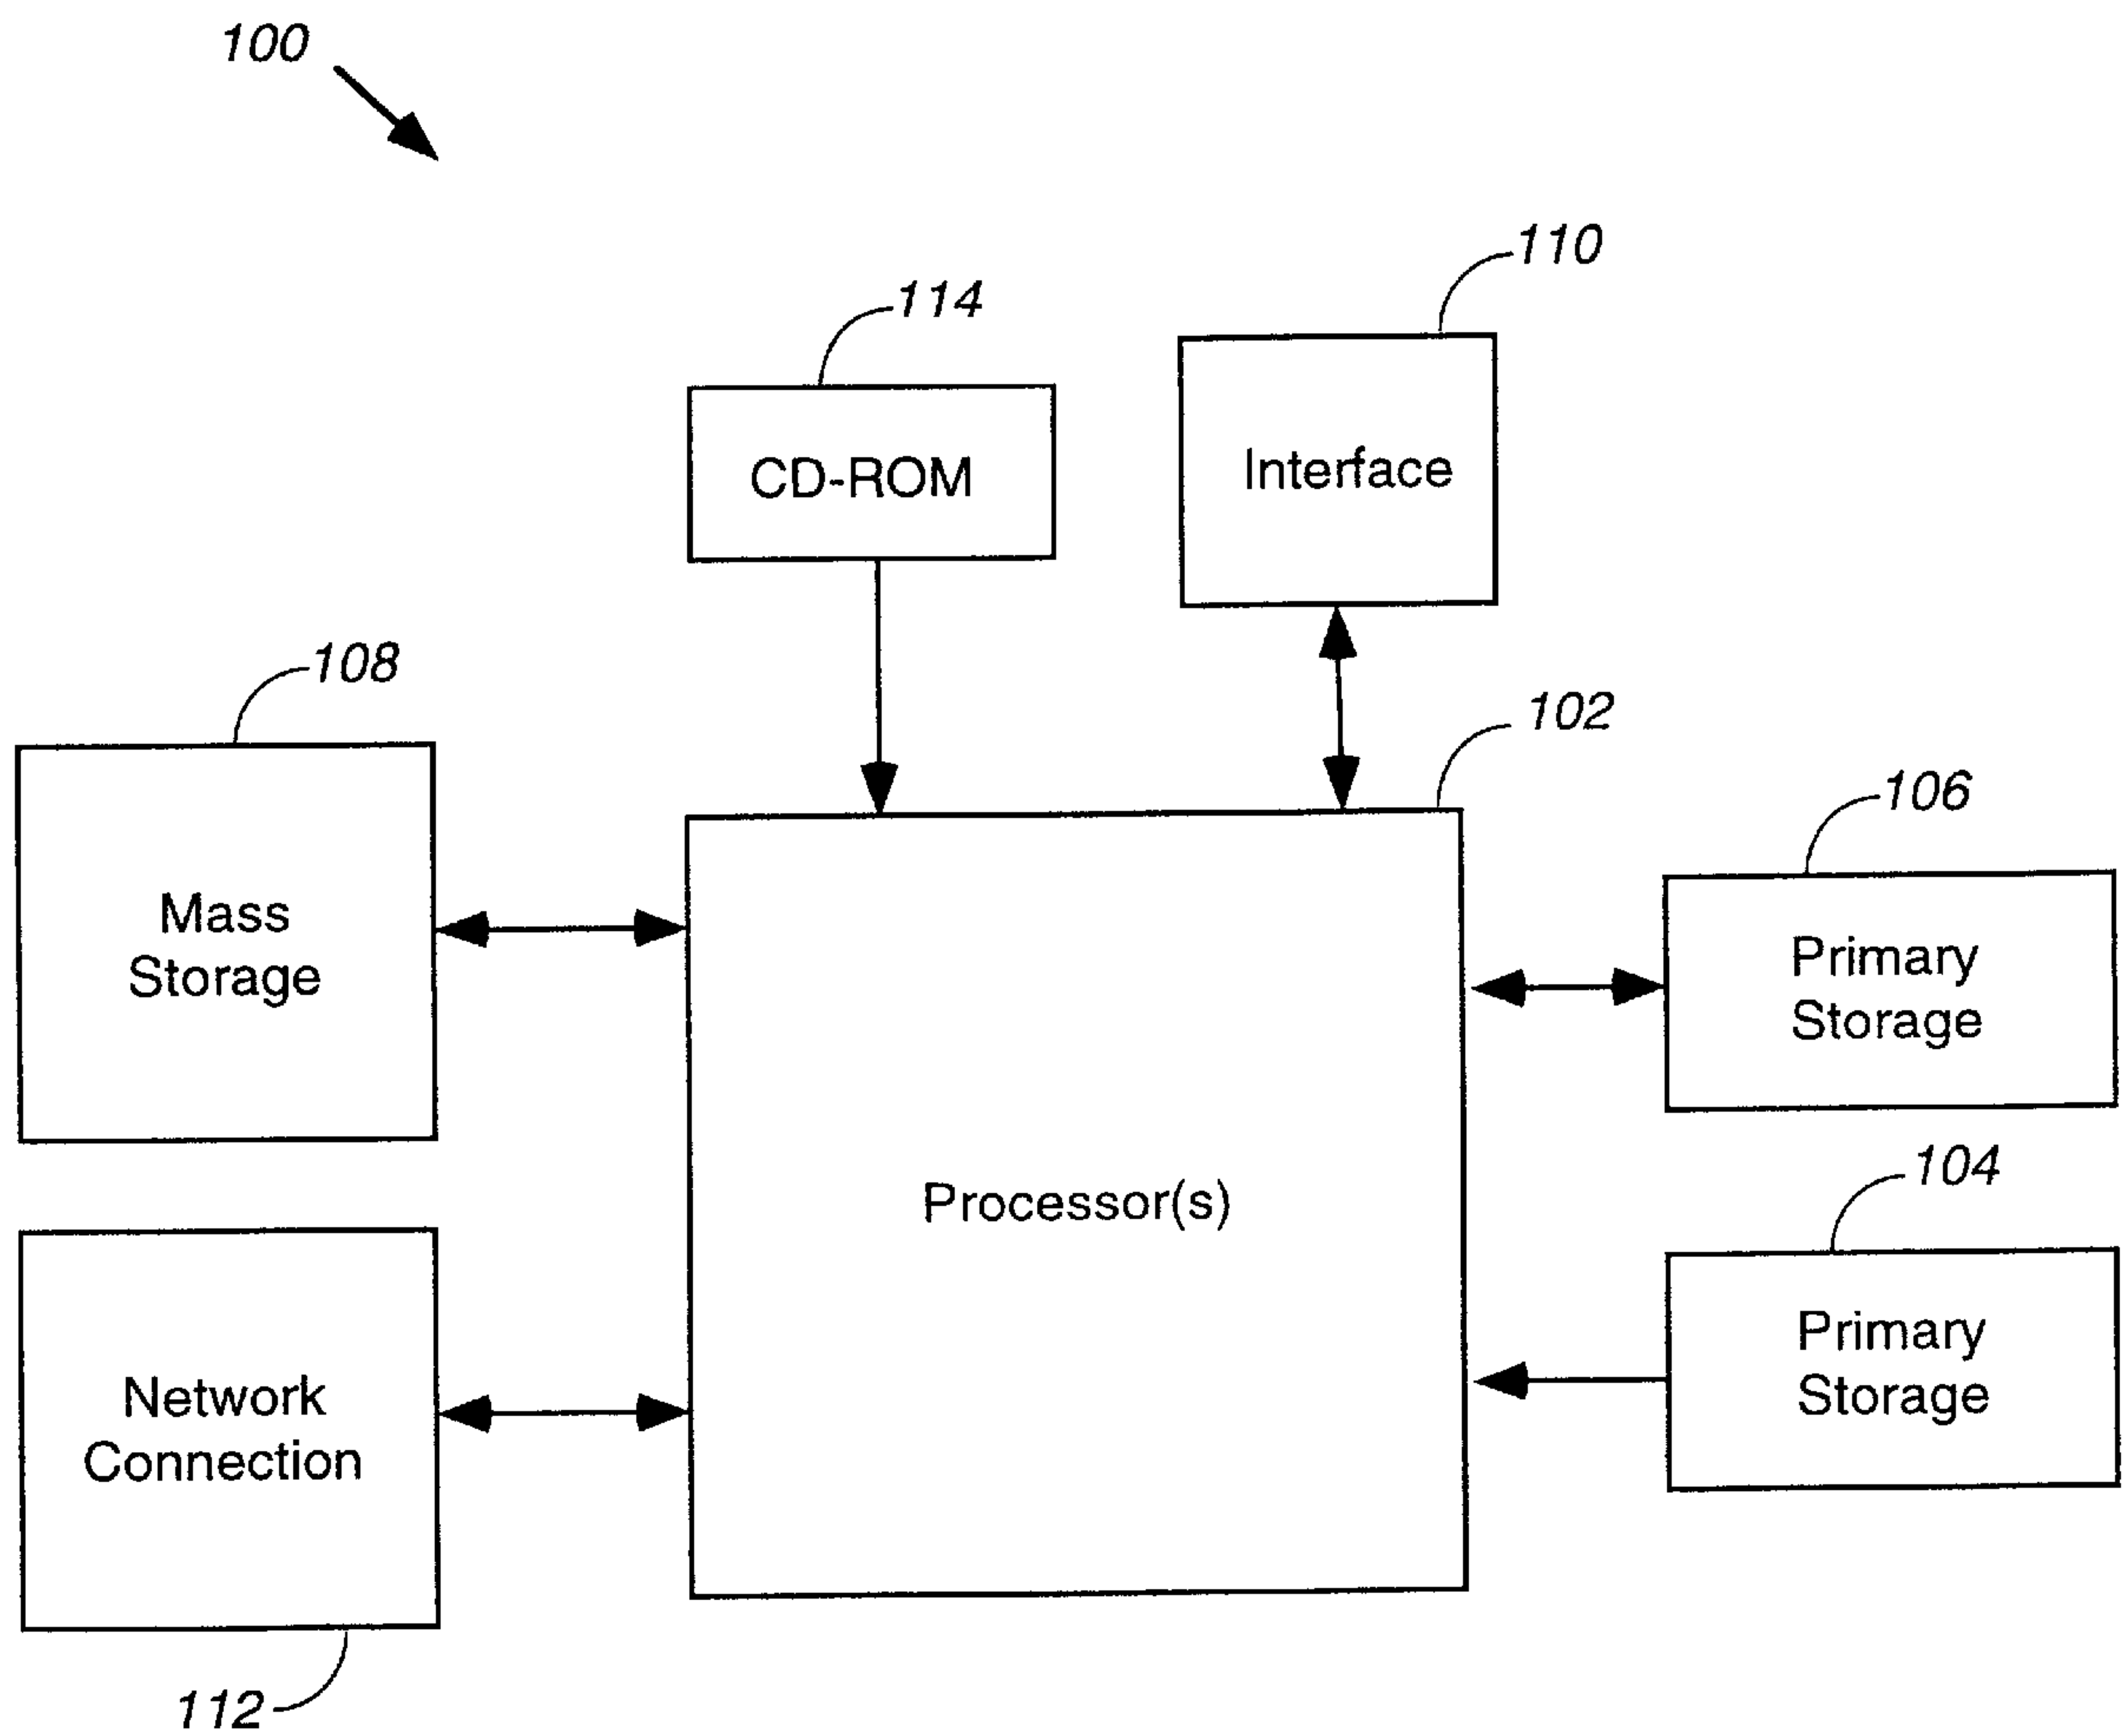 100
110
114
CD-ROM
Interface
108
102
106
Mass
Storage
Primary
Storage
104
Processor(s)
Primary
Storage
Network
Connection
112